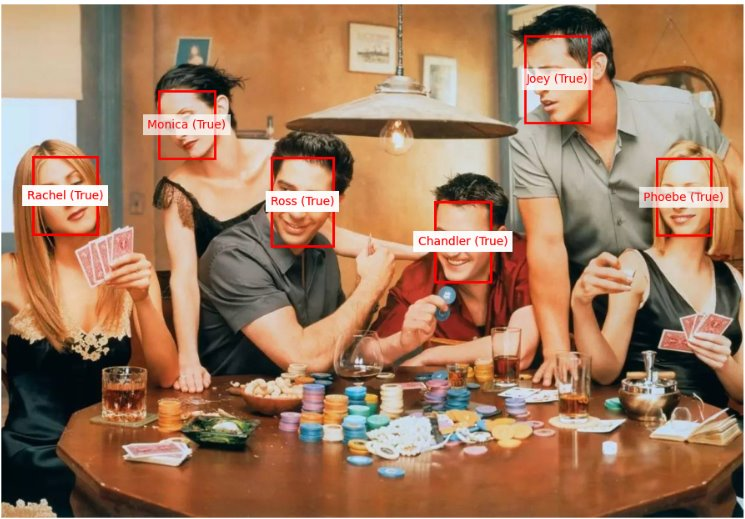 Joey (True)
Monica (True)
Rachel (True)
Ross (True)
Phoebe (True)
Chandler (True)